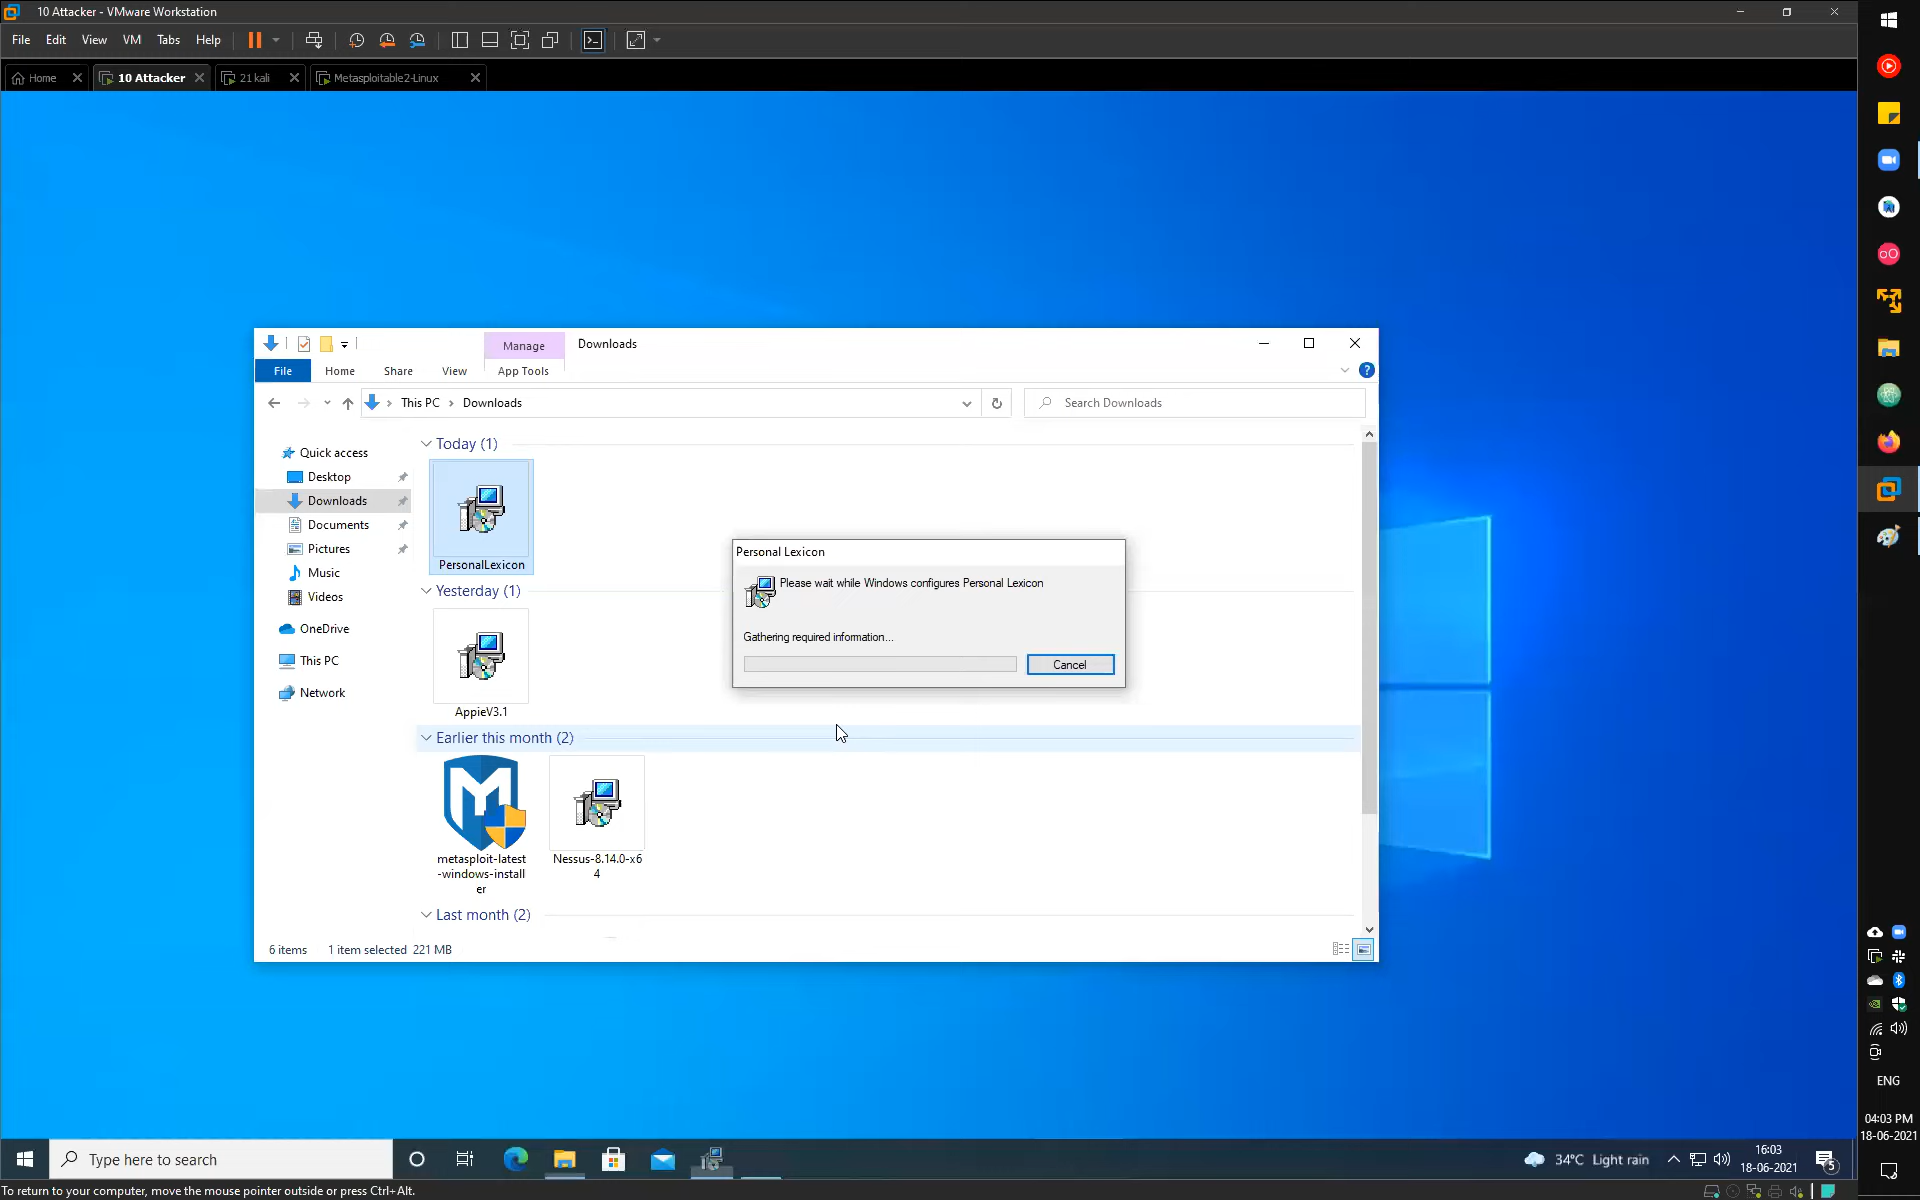 10 Attacker - VMware Workstation
File Edit View VM Tabs Help
Home
10 Attacker
21 kali
Metasploitable2-Linux
Manage
Downloads
File
Home
Share
View
App Tools
This PC
Downloads
Search Downloads
Quick access
Desktop
Downloads
Documents
Pictures
Music
Videos
OneDrive
This PC
Network
Today (1)
PersonalLexicon
Yesterday (1)
AppieV3.1
Earlier this month (2)
metasploit-latest
-windows-install
er
Nessus-8.14.0-x6
4
Last month (2)
6 items
1 item selected 221 MB
Personal Lexicon
Please wait while Windows configures Personal Lexicon
Gathering required information...
Cancel
Type here to search
34°C Light rain
16:03
18-06-2021
5
To return to your computer, move the mouse pointer outside or press Ctrl+Alt.
ENG
04:03 PM
18-06-2021